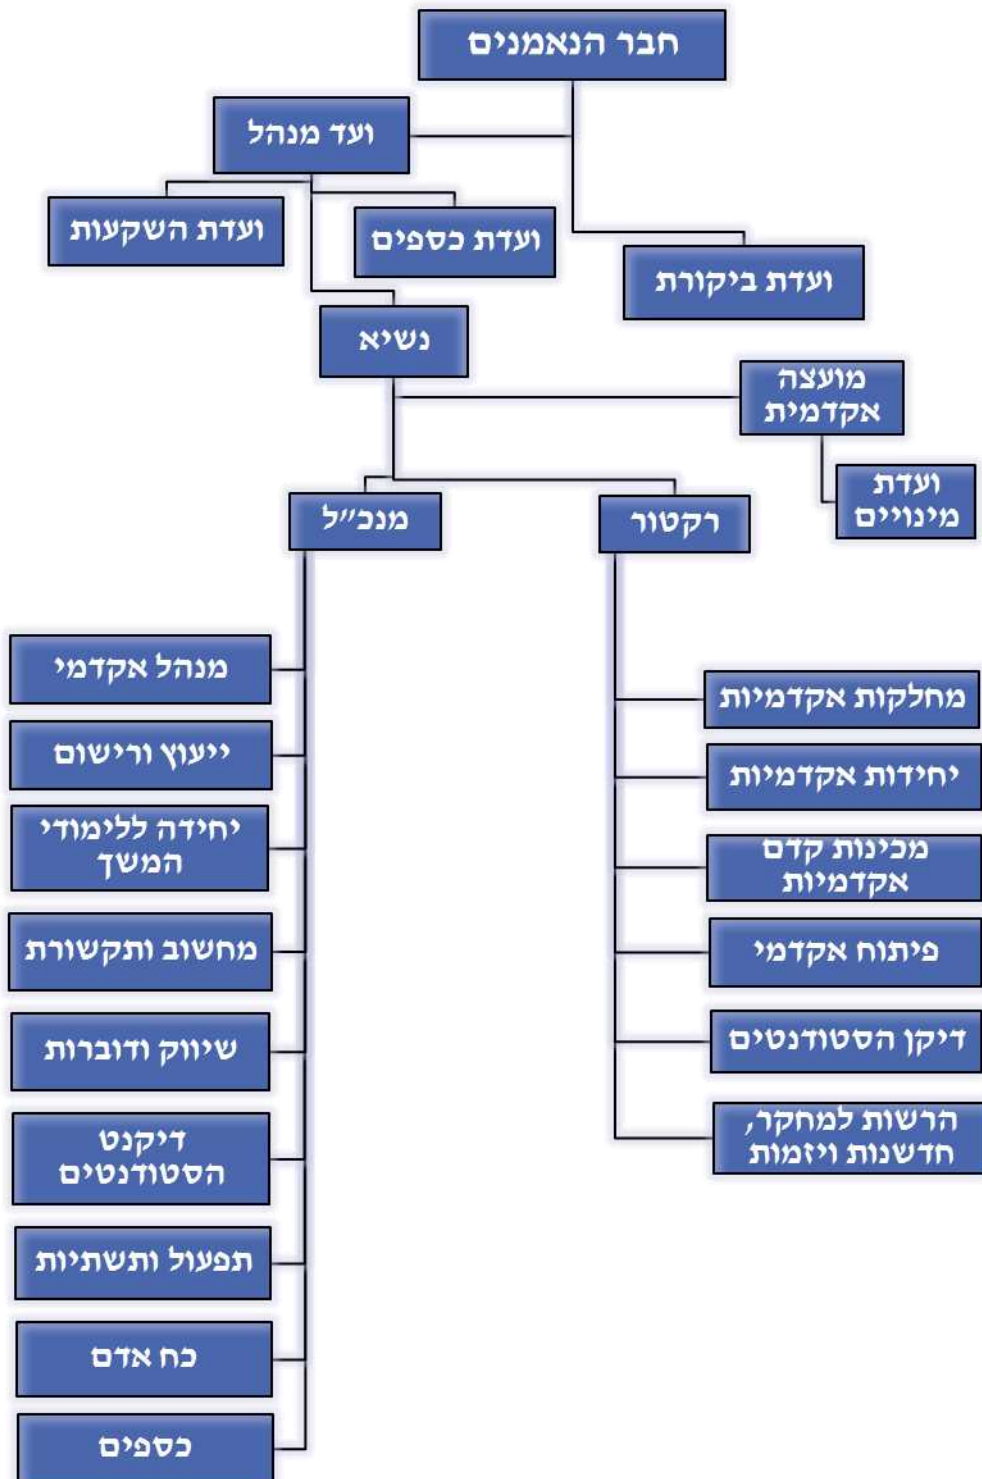 חבר הנאמנים
ועד מנהל
ועדת השקעות
ועדת כספים
ועדת ביקורת
נשיא
מועצה
אקדמית
ועדת
מינויים
רקטור
מנכ״ל
מחלקות אקדמיות
יחידות אקדמיות
מכינות קדם
אקדמיות
פיתוח אקדמי
דיקן הסטודנטים
הרשות למחקר,
חדשנות ויזמות
מנהל אקדמי
ייעוץ ורישום
יחידה ללימודי
המשך
מחשוב ותקשורת
שיווק ודוברות
דיקנט
הסטודנטים
תפעול ותשתיות
כח אדם
כספים